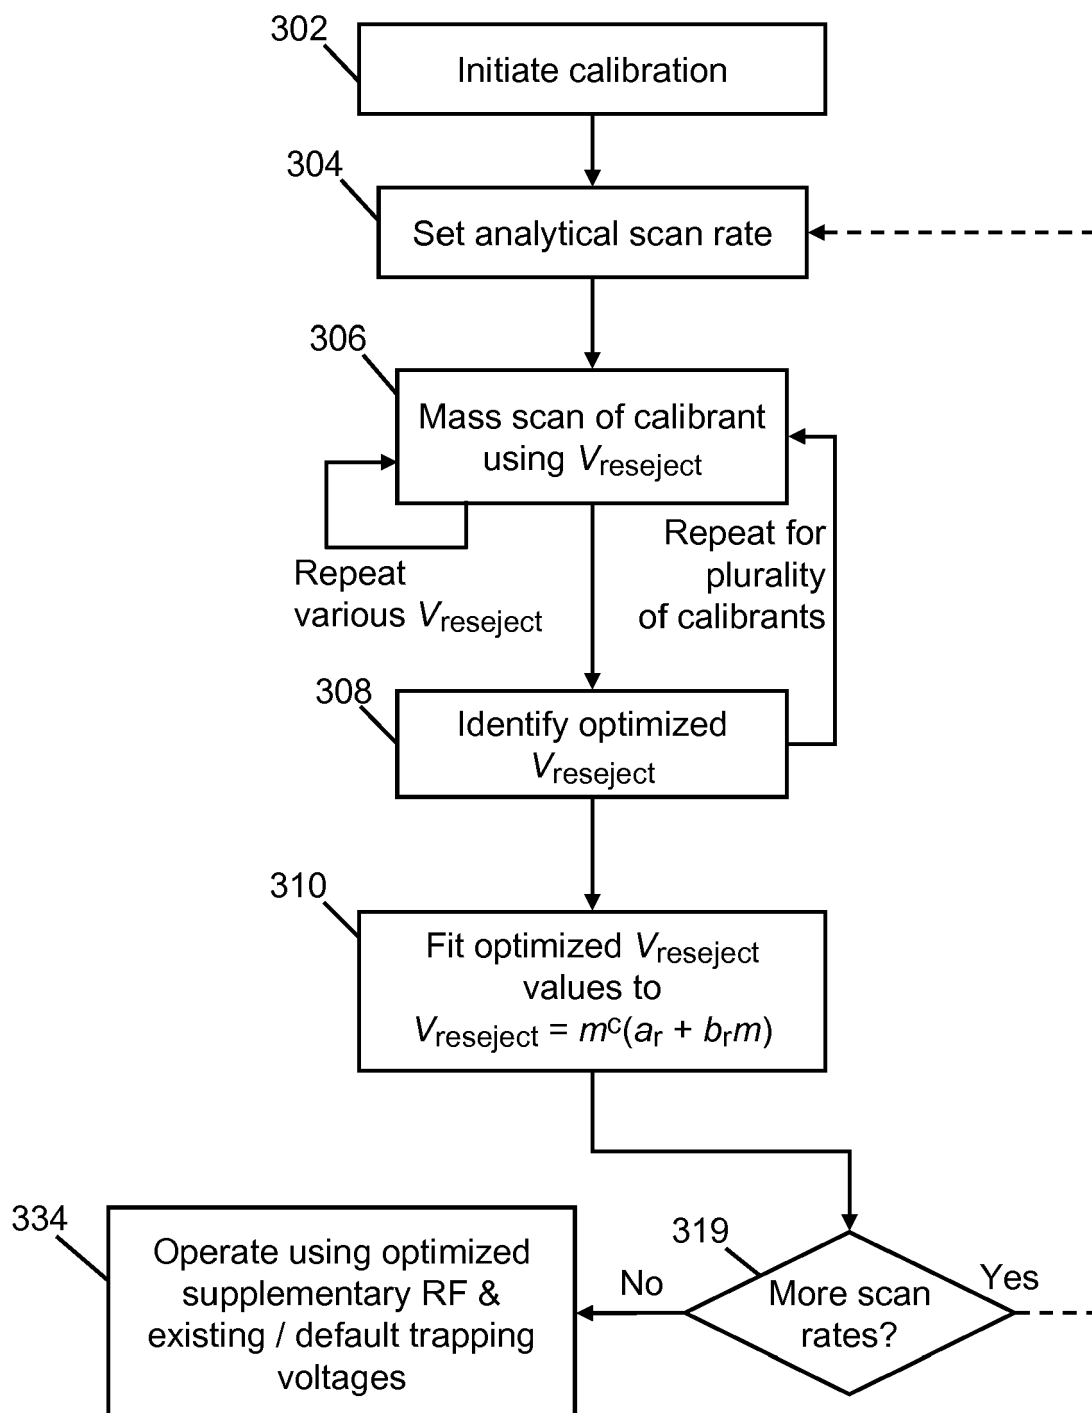 302
Initiate calibration
304
Set analytical scan rate
306
Mass scan of calibrant
using Vreseject
Repeat
various Vreseject
Repeat for
plurality
of calibrants
308
Identify optimized
Vreseject
310
Fit optimized Vreseject
values to
Vreseject = mᶜ(aᵣ + bᵣm)
319
More scan
rates?
Yes
No
334
Operate using optimized
supplementary RF &
existing / default trapping
voltages